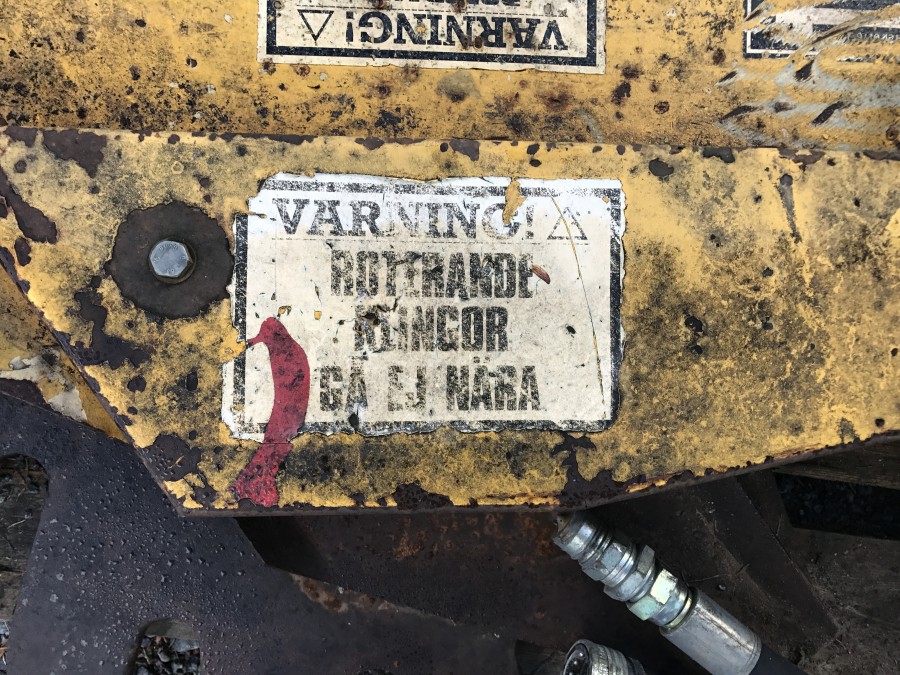 VARNING!
VARNING!
ROTERANDE
KLINGOR
GÅ EJ NÄRA